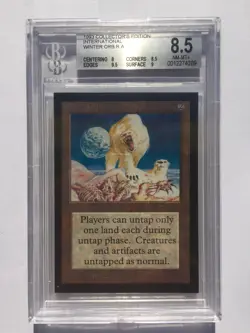 1993 COLLECTOR'S EDITION
INTERNATIONAL
WINTER ORB R A
CENTERING 8 CORNERS 8.5
EDGES 9.5 SURFACE 9
8.5
NM-MT+
Players can untap only
one land each during
untap phase. Creatures
and artifacts are
untapped as normal.